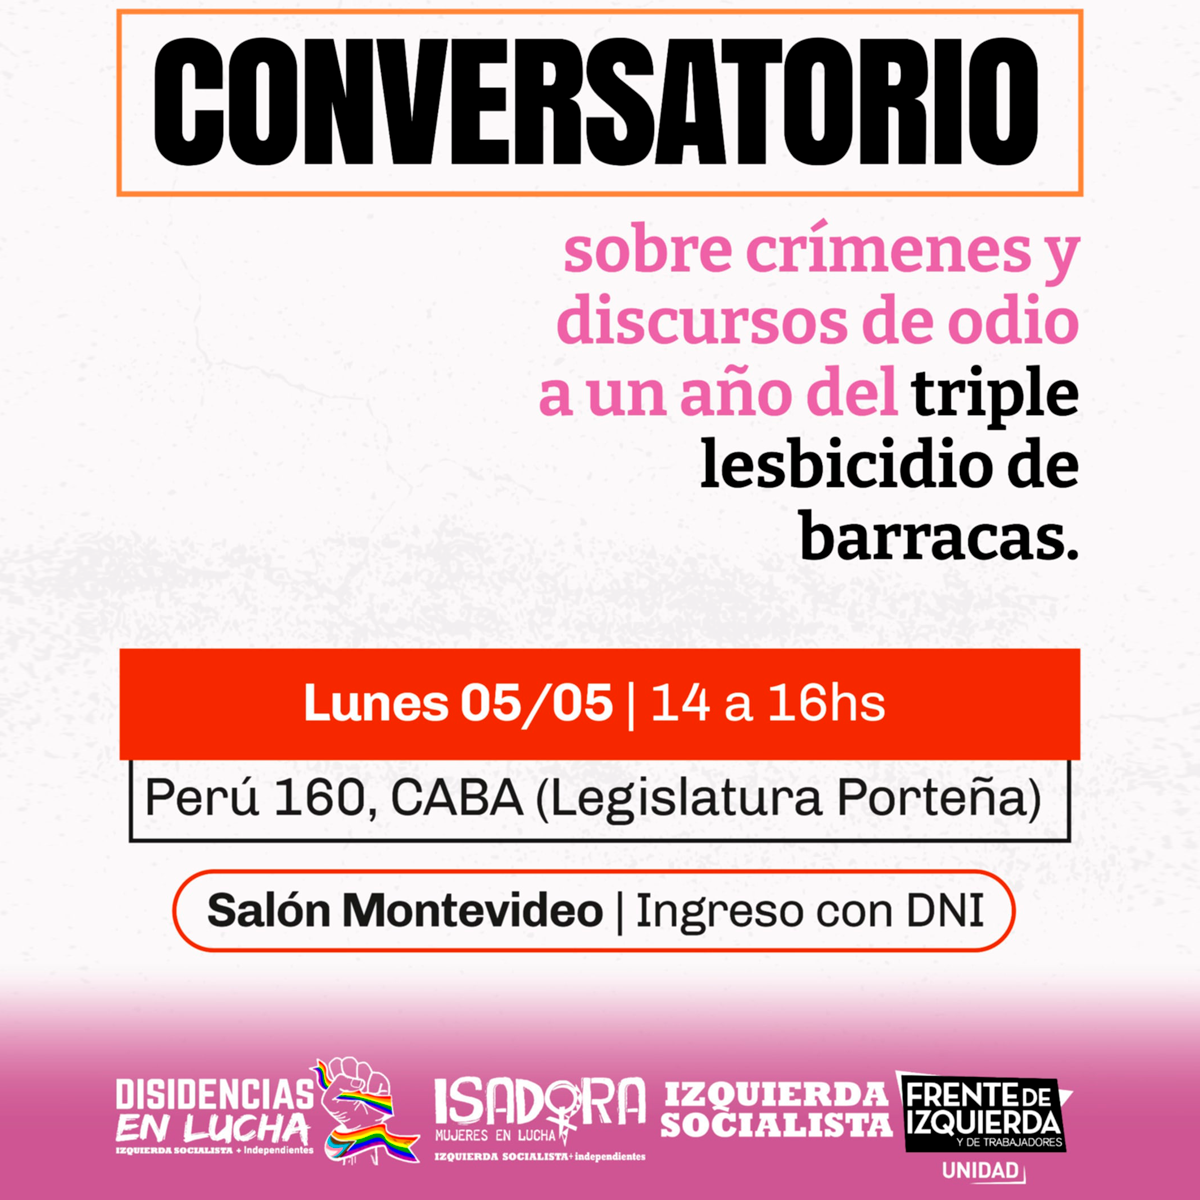 CONVERSATORIO
sobre crímenes y
discursos de odio
a un año del triple
lesbicidio de
barracas.
Lunes 05/05 | 14 a 16hs
Perú 160, CABA (Legislatura Porteña)
Salón Montevideo | Ingreso con DNI
DISIDENCIAS
EN LUCHA
IZQUIERDA SOCIALISTA + Independientes
ISADORA
MUJERES EN LUCHA
IZQUIERDA SOCIALISTA + independientes
IZQUIERDA
SOCIALISTA
FRENTE DE
IZQUIERDA
Y DE TRABAJADORES
UNIDAD